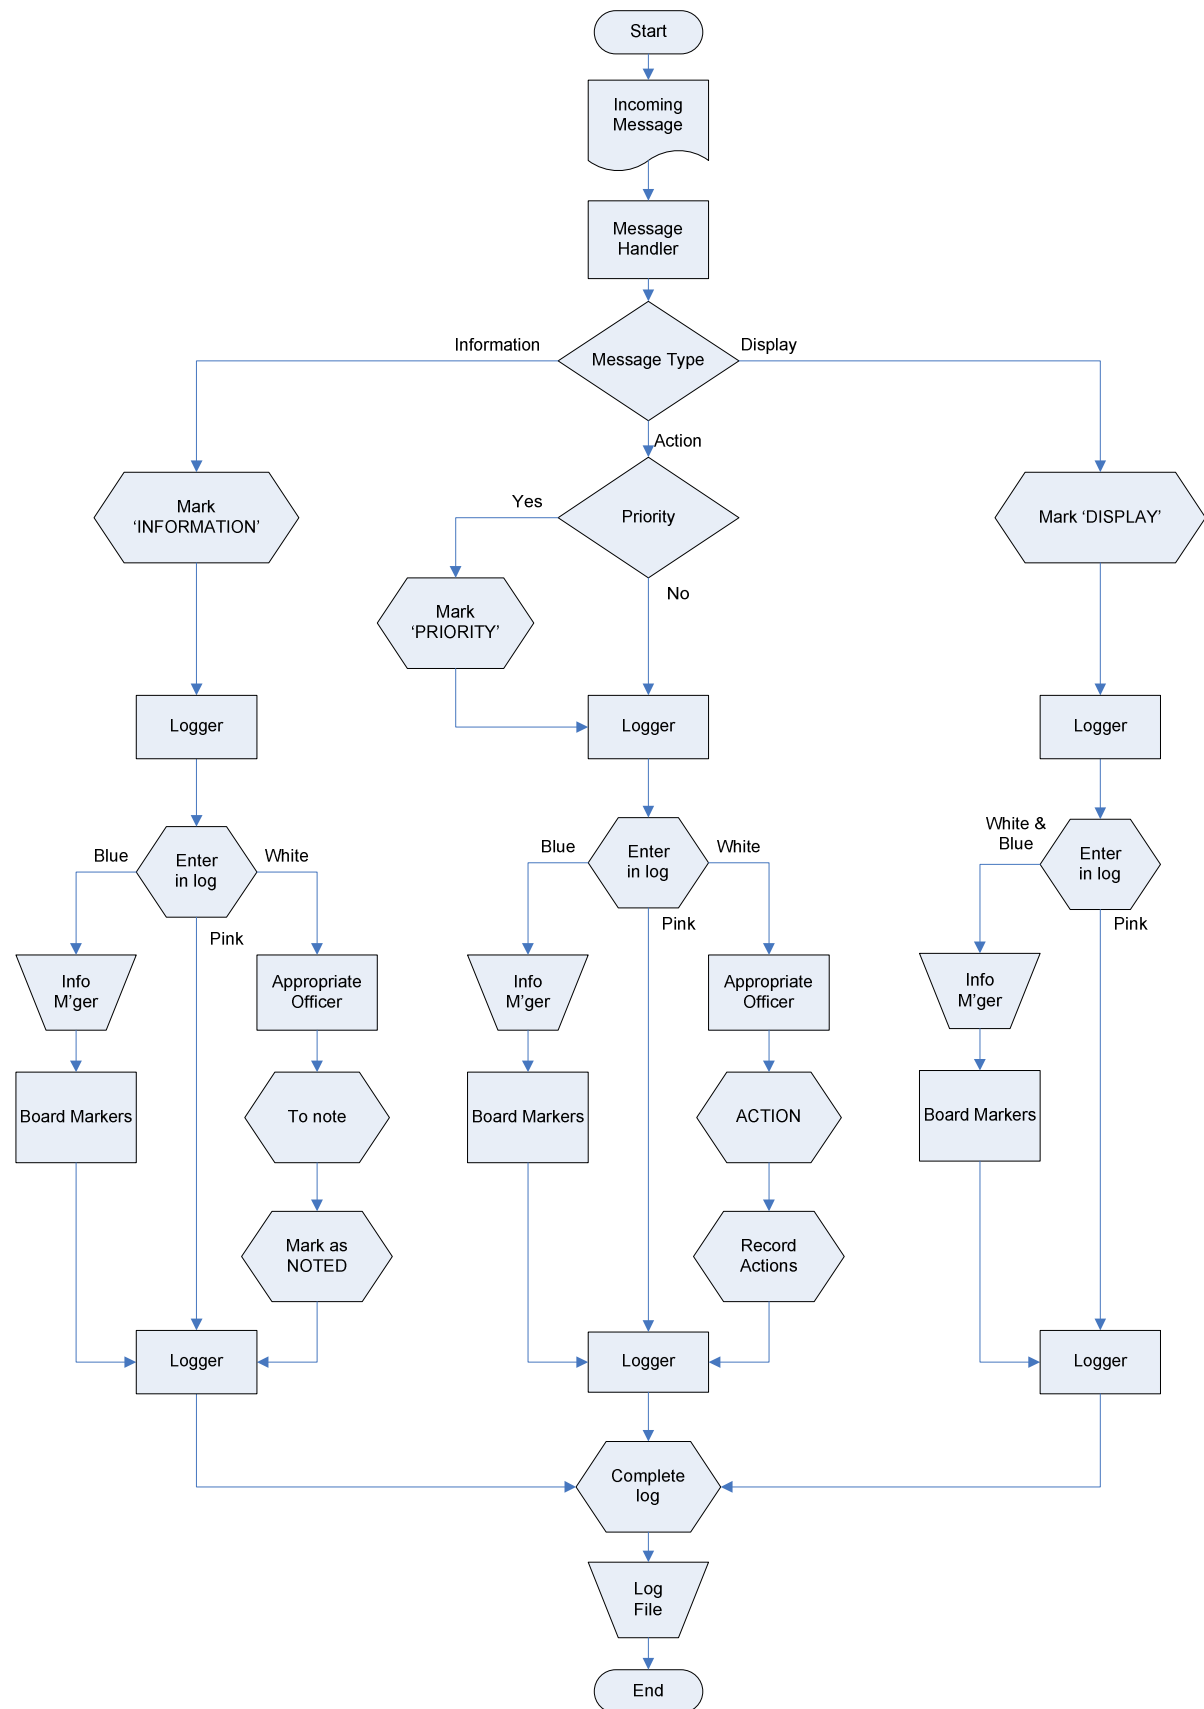 Start
Incoming
Message
Message
Handler
Information
Message Type
Display
Action
Mark
‘INFORMATION’
Yes
Priority
Mark ‘DISPLAY’
No
Mark
‘PRIORITY’
Logger
Logger
Logger
Blue
Enter
in log
White
Pink
Blue
Enter
in log
White
Pink
White &
Blue
Enter
in log
Pink
Info
M’ger
Appropriate
Officer
Info
M’ger
Appropriate
Officer
Info
M’ger
Board Markers
To note
Board Markers
ACTION
Board Markers
Mark as
NOTED
Record
Actions
Logger
Logger
Logger
Complete
log
Log
File
End